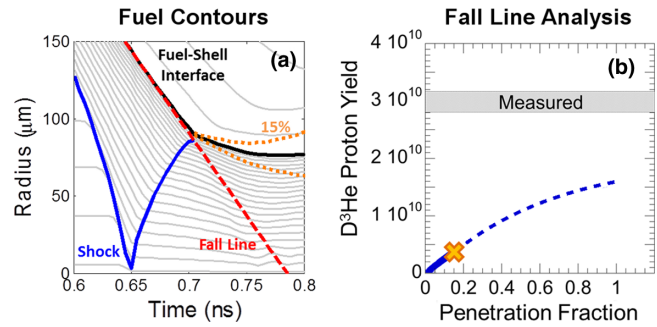 Fuel Contours
Fall Line Analysis
150
100
50
0
Radius (μm)
Fuel-Shell
Interface
(a)
15%
Shock
Fall Line
0.6
0.65
0.7
0.75
0.8
Time (ns)
4 10¹⁰
3 10¹⁰
2 10¹⁰
1 10¹⁰
0
D³He Proton Yield
(b)
Measured
0
0.2
0.4
0.6
0.8
1
Penetration Fraction